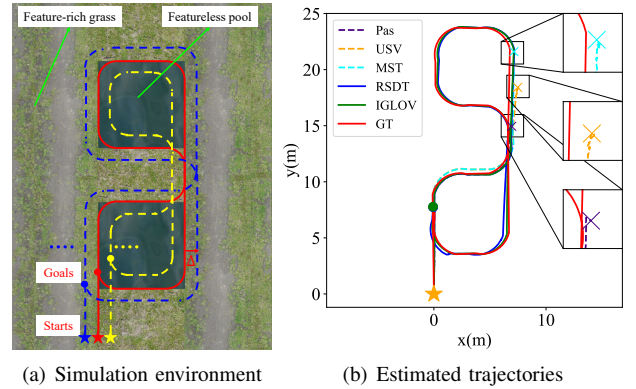 Feature-rich grass
Featureless pool
Goals
Starts
Δ
(a) Simulation environment
y(m)
25
20
15
10
5
0
0
10
x(m)
Pas
USV
MST
RSDT
IGLOV
GT
(b) Estimated trajectories